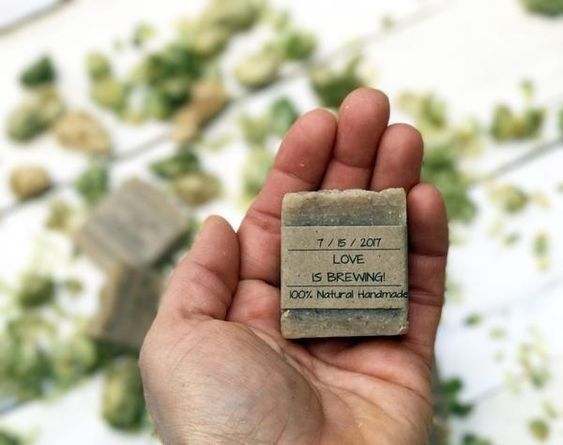 7 / 15 / 2017
LOVE
IS BREWING!
100% Natural Handmade